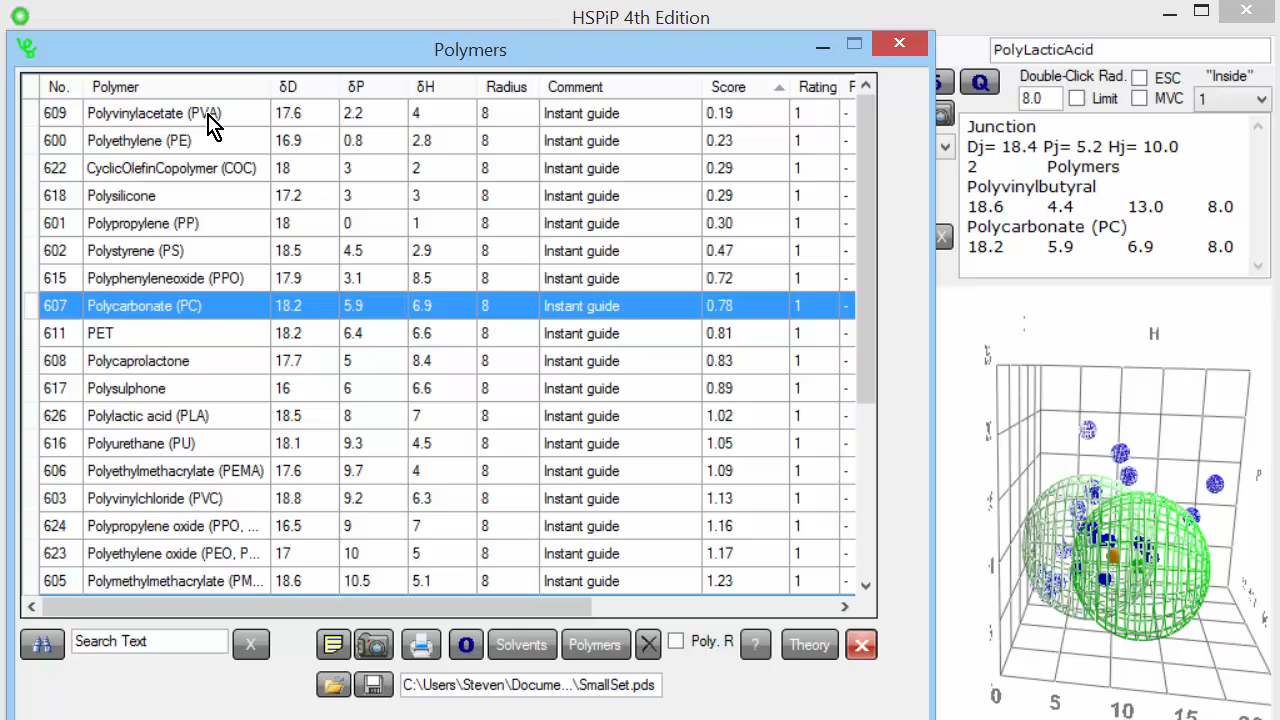 HSPiP 4th Edition
Polymers
No. Polymer δD δP δH Radius Comment Score Rating F
609 Polyvinylacetate (PVA) 17.6 2.2 4 8 Instant guide 0.19 1 -
600 Polyethylene (PE) 16.9 0.8 2.8 8 Instant guide 0.23 1 -
622 CyclicOlefinCopolymer (COC) 18 3 2 8 Instant guide 0.29 1 -
618 Polysilicone 17.2 3 3 8 Instant guide 0.29 1 -
601 Polypropylene (PP) 18 0 1 8 Instant guide 0.30 1 -
602 Polystyrene (PS) 18.5 4.5 2.9 8 Instant guide 0.47 1 -
615 Polyphenyleneoxide (PPO) 17.9 3.1 8.5 8 Instant guide 0.72 1 -
607 Polycarbonate (PC) 18.2 5.9 6.9 8 Instant guide 0.78 1 -
611 PET 18.2 6.4 6.6 8 Instant guide 0.81 1 -
608 Polycaprolactone 17.7 5 8.4 8 Instant guide 0.83 1 -
617 Polysulphone 16 6 6.6 8 Instant guide 0.89 1 -
626 Polylactic acid (PLA) 18.5 8 7 8 Instant guide 1.02 1 -
616 Polyurethane (PU) 18.1 9.3 4.5 8 Instant guide 1.05 1 -
606 Polyethylmethacrylate (PEMA) 17.6 9.7 4 8 Instant guide 1.09 1 -
603 Polyvinylchloride (PVC) 18.8 9.2 6.3 8 Instant guide 1.13 1 -
624 Polypropylene oxide (PPO, ... 16.5 9 7 8 Instant guide 1.16 1 -
623 Polyethylene oxide (PEO, P... 17 10 5 8 Instant guide 1.17 1 -
605 Polymethylmethacrylate (PM... 18.6 10.5 5.1 8 Instant guide 1.23 1 -
Search Text X O Solvents Polymers Poly. R ? Theory
C:\Users\Steven\Docume...\SmallSet.pds
PolyLacticAcid
Q Double-Click Rad. ESC "Inside"
8.0 Limit MVC 1
X
Junction
Dj= 18.4 Pj= 5.2 Hj= 10.0
2 Polymers
Polyvinylbutyral
18.6 4.4 13.0 8.0
Polycarbonate (PC)
18.2 5.9 6.9 8.0
H
P
0 5 10 15